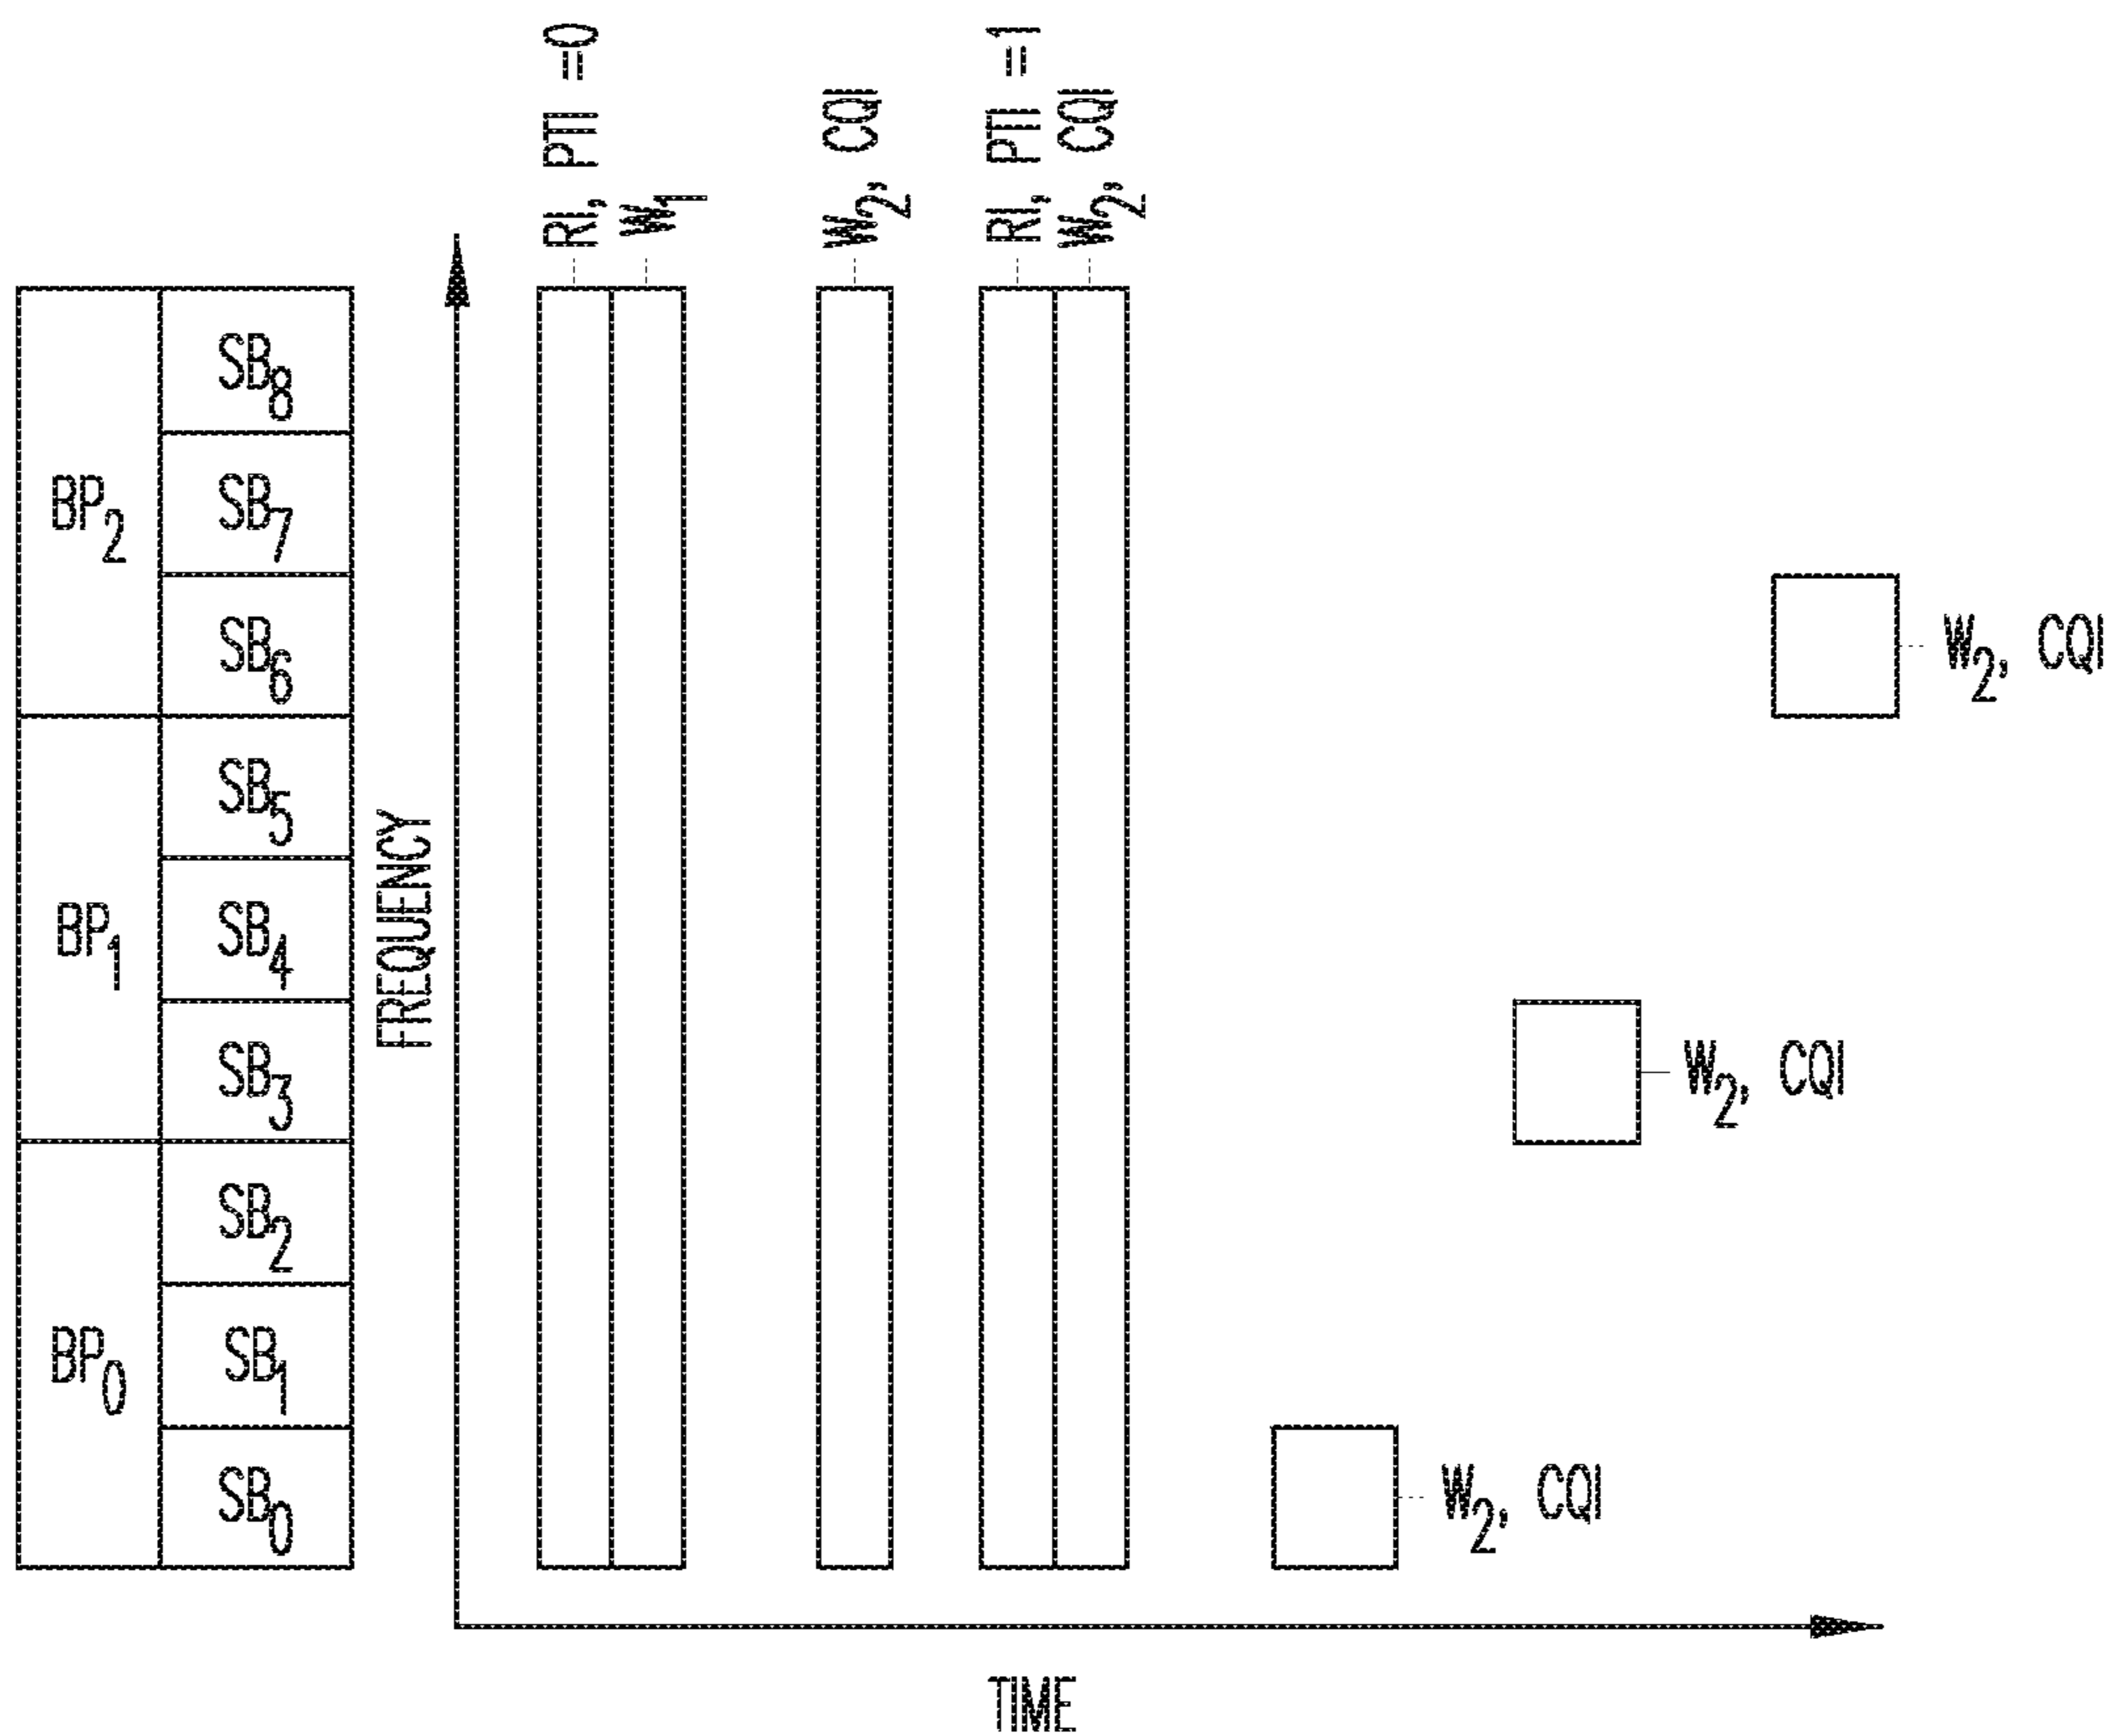 RI, PTI =0
W1
W2, CQI
RI, PTI =1
W2, CQI
BP2
SB8
SB7
SB6
BP1
SB5
SB4
SB3
BP0
SB2
SB1
SB0
FREQUENCY
W2, CQI
W2, CQI
W2, CQI
TIME